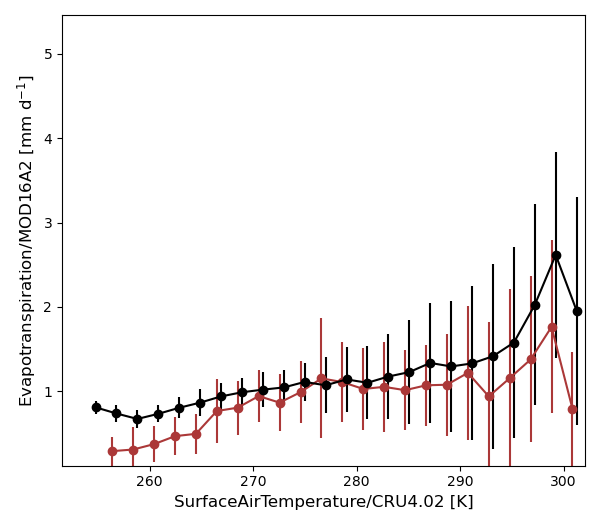 5
4
3
2
1
Evapotranspiration/MOD16A2 [mm d⁻¹]
260 270 280 290 300
SurfaceAirTemperature/CRU4.02 [K]